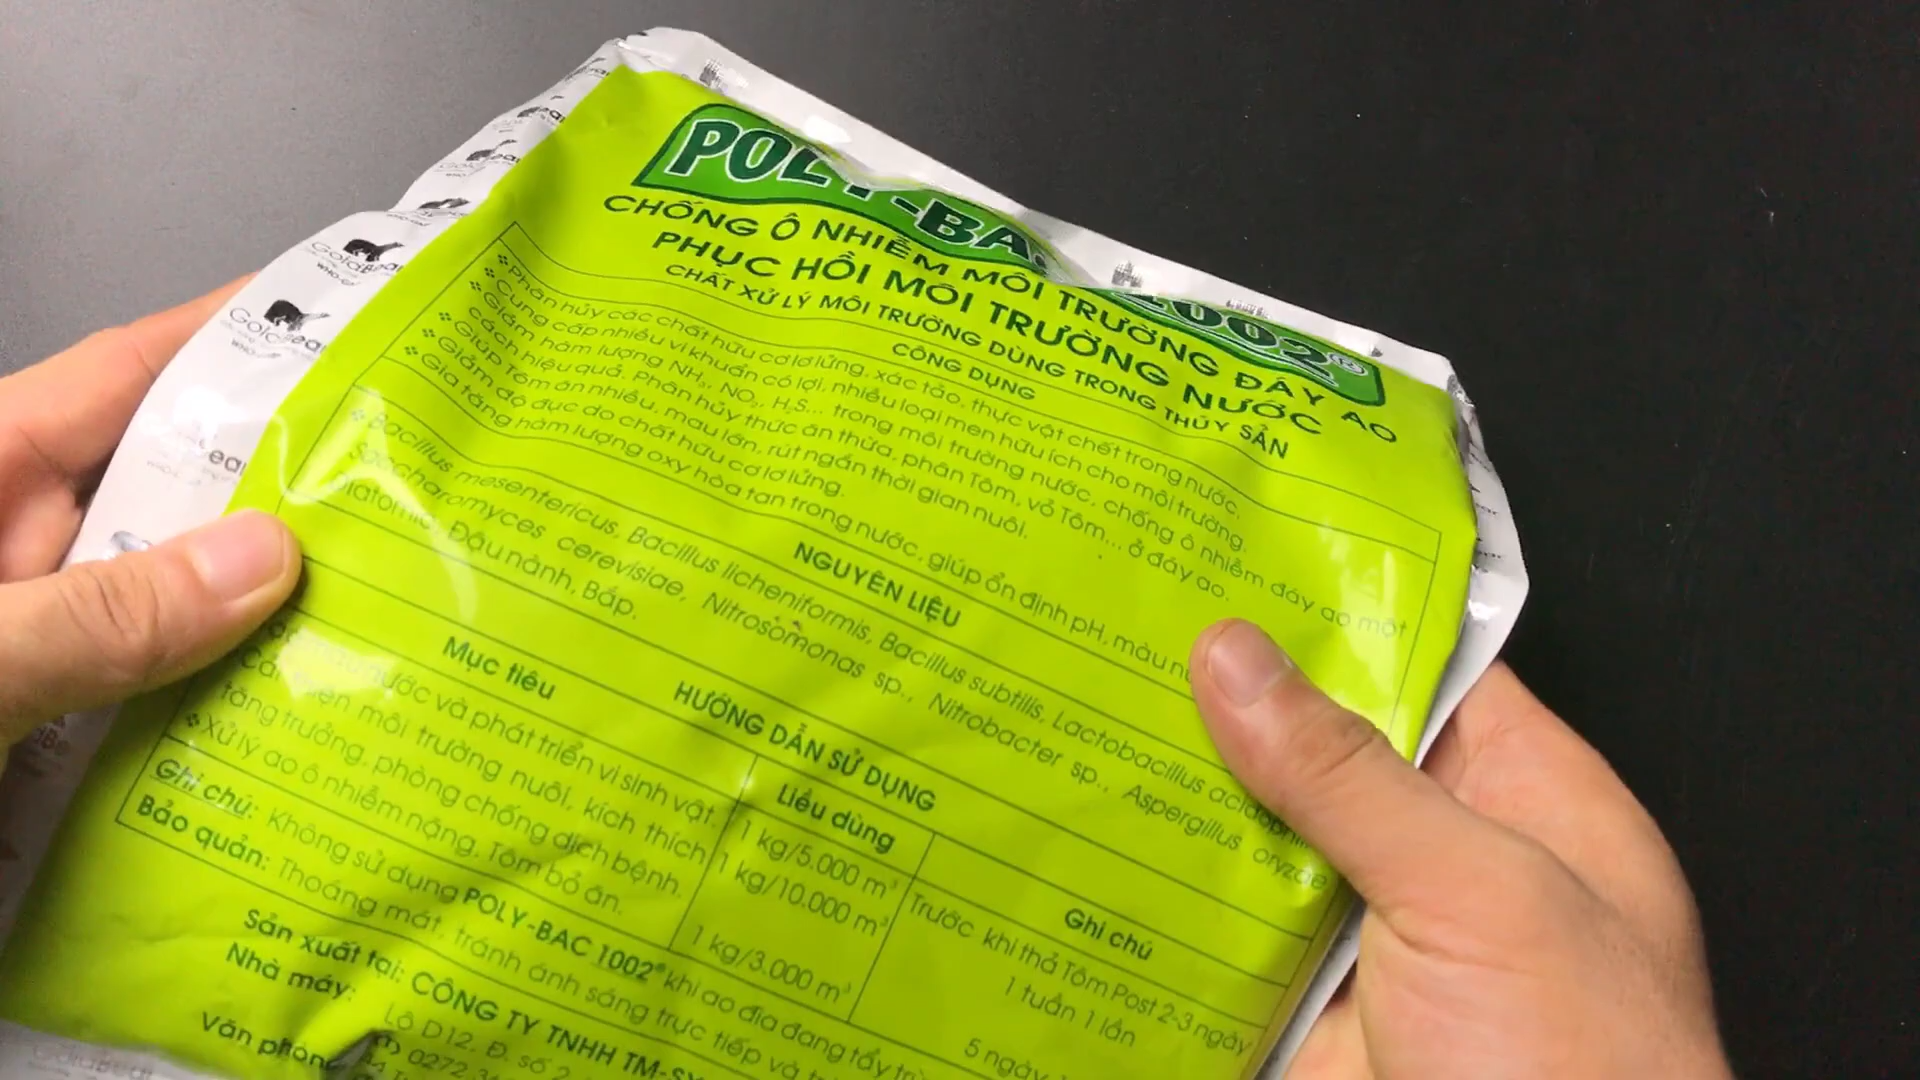 POLY-BA 1002®
CHỐNG Ô NHIỄM MÔI TRƯỜNG ĐÁY AO
PHỤC HỒI MÔI TRƯỜNG NƯỚC
CHẤT XỬ LÝ MÔI TRƯỜNG DÙNG TRONG THỦY SẢN
CÔNG DỤNG
❖ Phân hủy các chất hữu cơ lơ lửng, xác tảo, thực vật chết trong nước.
❖ Cung cấp nhiều vi khuẩn có lợi, nhiều loại men hữu ích cho môi trường.
❖ Giảm hàm lượng NH3, NO2, H2S... trong môi trường nước, chống ô nhiễm đáy ao một
cách hiệu quả. Phân hủy thức ăn thừa, phân Tôm, vỏ Tôm... ở đáy ao.
❖ Giúp Tôm ăn nhiều, mau lớn, rút ngắn thời gian nuôi.
❖ Giảm độ đục do chất hữu cơ lơ lửng.
❖ Gia tăng hàm lượng oxy hòa tan trong nước, giúp ổn định pH, màu
NGUYÊN LIỆU
❖ Bacillus mesentericus, Bacillus licheniformis, Bacillus subtilis, Lactobacillus
Saccharomyces cerevisiae, Nitrosomonas sp., Nitrobacter sp., Aspergillus oryzae
Đậu nành, Bắp.
HƯỚNG DẪN SỬ DỤNG
Mục tiêu Liều dùng Ghi chú
nước và phát triển vi sinh vật. 1 kg/5.000 m³ Trước khi thả Tôm Post 2-3 ngày
môi trường nuôi, kích thích 1 kg/10.000 m³ 1 tuần 1 lần
tăng trưởng, phòng chống dịch bệnh.
❖ Xử lý ao ô nhiễm nặng, Tôm bỏ ăn. 1 kg/3.000 m³ 5 ngày
Ghi chú: Không sử dụng POLY-BAC 1002® khi ao đìa đang tẩy
Bảo quản: Thoáng mát, tránh ánh sáng trực tiếp và
Sản xuất tại: CÔNG TY TNHH TM-SX
Nhà máy: Lô D12, Đ. số 2
0272
Văn phòng
GoldBear
GoldBear